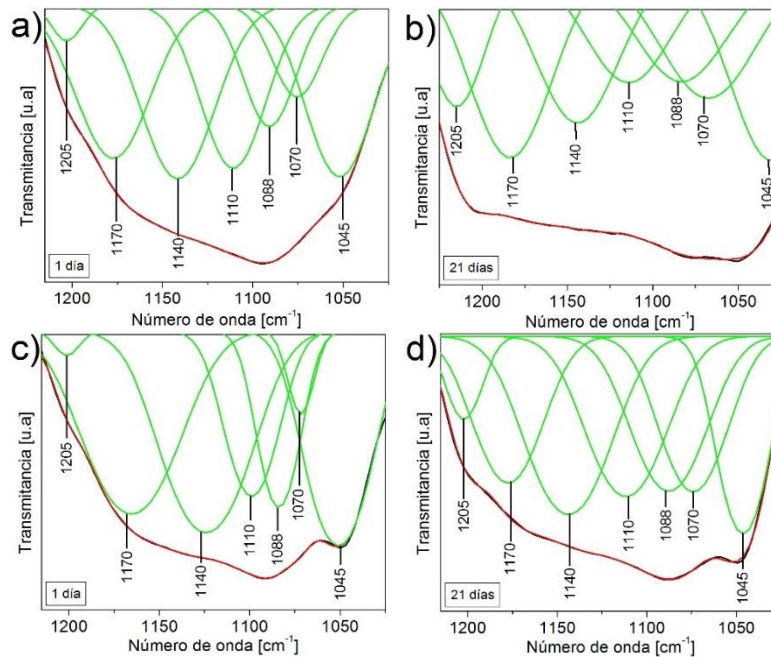 a)
Transmitancia [u.a]
1205
1170
1140
1110
1088
1070
1045
1 día
1200 1150 1100 1050
Número de onda [cm⁻¹]
b)
Transmitancia [u.a]
1205
1170
1140
1110
1088
1070
1045
21 días
1200 1150 1100 1050
Número de onda [cm⁻¹]
c)
Transmitancia [u.a]
1205
1170
1140
1110
1088
1070
1045
1 día
1200 1150 1100 1050
Número de onda [cm⁻¹]
d)
Transmitancia [u.a]
1205
1170
1140
1110
1088
1070
1045
21 días
1200 1150 1100 1050
Número de onda [cm⁻¹]